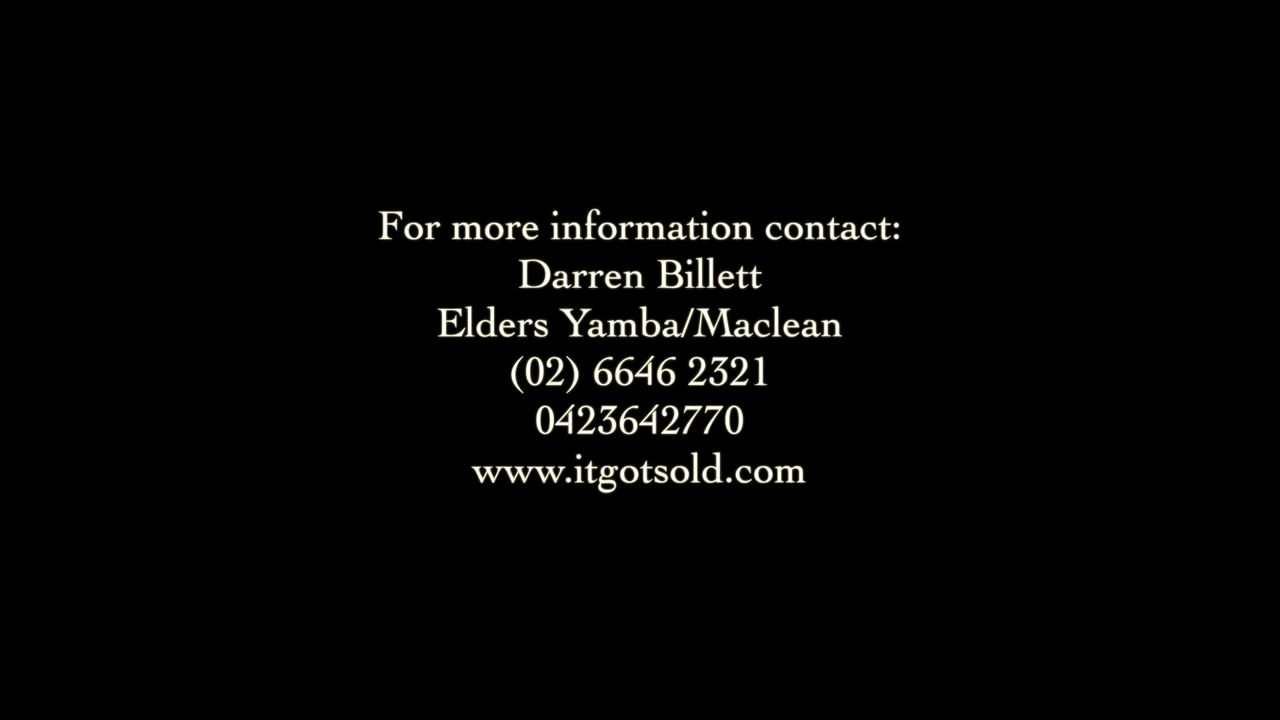 For more information contact:
Darren Billett
Elders Yamba/Maclean
(02) 6646 2321
0423642770
www.itgotsold.com